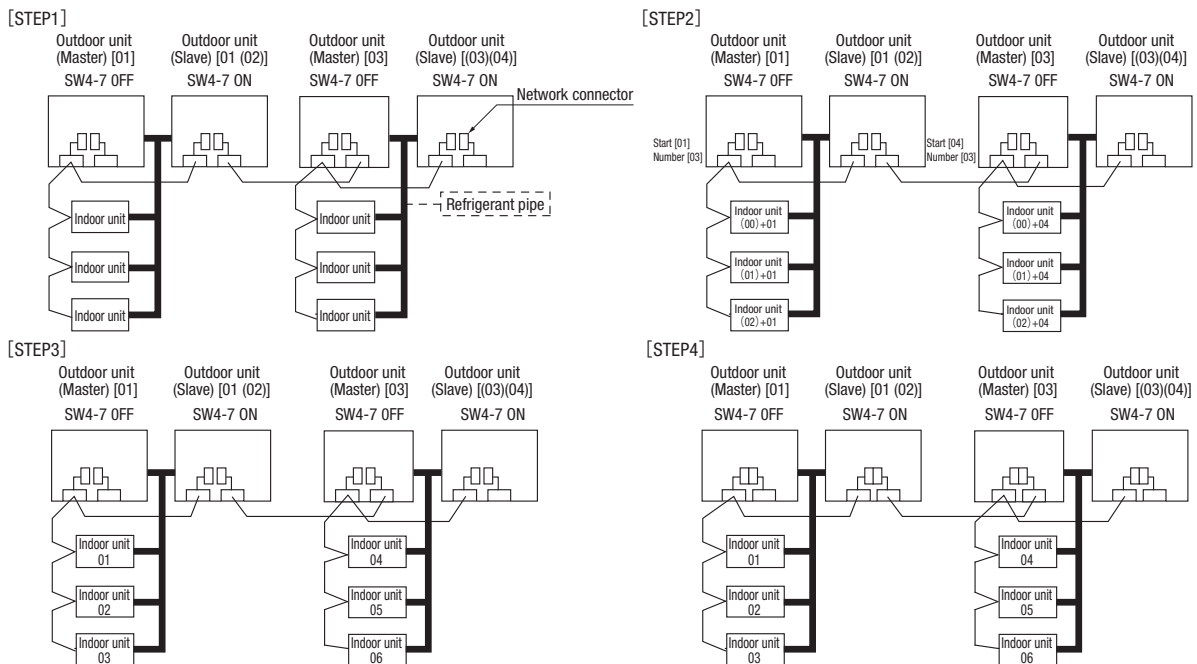 [STEP1]
Outdoor unit
(Master) [01]
SW4-7 OFF
Outdoor unit
(Slave) [01 (02)]
SW4-7 ON
Outdoor unit
(Master) [03]
SW4-7 OFF
Outdoor unit
(Slave) [(03)(04)]
SW4-7 ON
Network connector
Indoor unit
Indoor unit
Indoor unit
Indoor unit
Indoor unit
Indoor unit
Refrigerant pipe
[STEP2]
Outdoor unit
(Master) [01]
SW4-7 OFF
Outdoor unit
(Slave) [01 (02)]
SW4-7 ON
Outdoor unit
(Master) [03]
SW4-7 OFF
Outdoor unit
(Slave) [(03)(04)]
SW4-7 ON
Start [01]
Number [03]
Start [04]
Number [03]
Indoor unit
(00)+01
Indoor unit
(01)+01
Indoor unit
(02)+01
Indoor unit
(00)+04
Indoor unit
(01)+04
Indoor unit
(02)+04
[STEP3]
Outdoor unit
(Master) [01]
SW4-7 OFF
Outdoor unit
(Slave) [01 (02)]
SW4-7 ON
Outdoor unit
(Master) [03]
SW4-7 OFF
Outdoor unit
(Slave) [(03)(04)]
SW4-7 ON
Indoor unit
01
Indoor unit
02
Indoor unit
03
Indoor unit
04
Indoor unit
05
Indoor unit
06
[STEP4]
Outdoor unit
(Master) [01]
SW4-7 OFF
Outdoor unit
(Slave) [01 (02)]
SW4-7 ON
Outdoor unit
(Master) [03]
SW4-7 OFF
Outdoor unit
(Slave) [(03)(04)]
SW4-7 ON
Indoor unit
01
Indoor unit
02
Indoor unit
03
Indoor unit
04
Indoor unit
05
Indoor unit
06